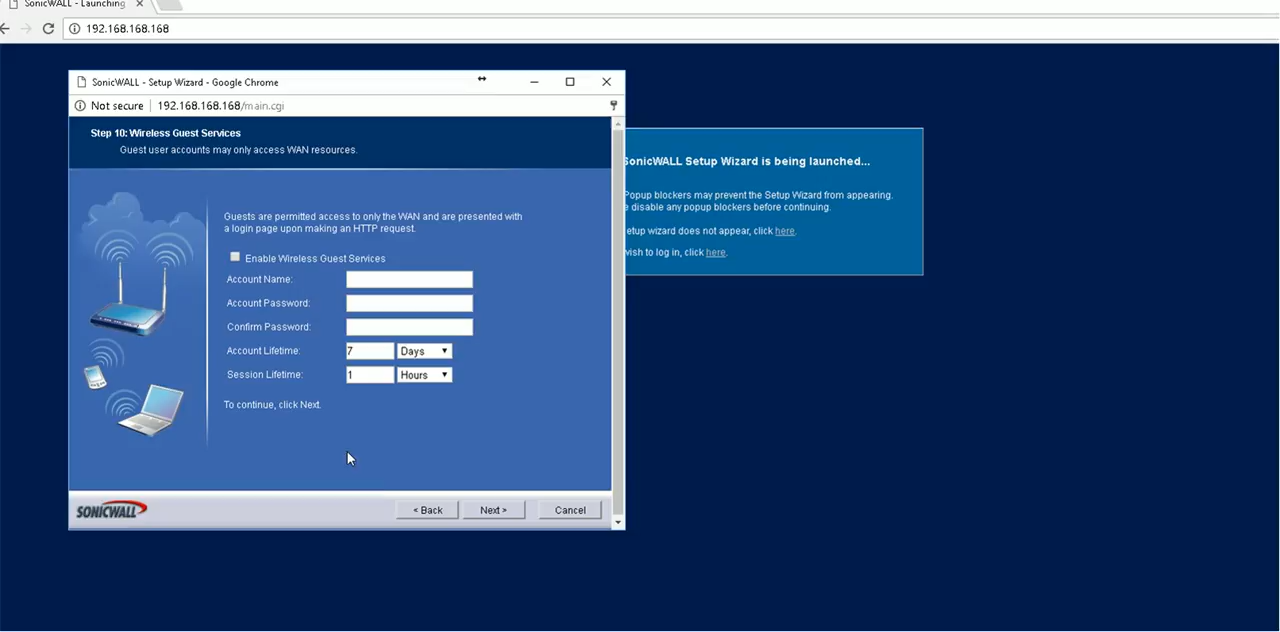 SonicWALL - Launching
192.168.168.168
SonicWALL - Setup Wizard - Google Chrome
Not secure | 192.168.168.168/main.cgi
Step 10: Wireless Guest Services
Guest user accounts may only access WAN resources.
SonicWALL Setup Wizard is being launched...
Popup blockers may prevent the Setup Wizard from appearing.
e disable any popup blockers before continuing.
etup wizard does not appear, click here.
wish to log in, click here.
Guests are permitted access to only the WAN and are presented with
a login page upon making an HTTP request.
Enable Wireless Guest Services
Account Name:
Account Password:
Confirm Password:
Account Lifetime: 7 Days
Session Lifetime: 1 Hours
To continue, click Next.
SONICWALL
< Back Next > Cancel